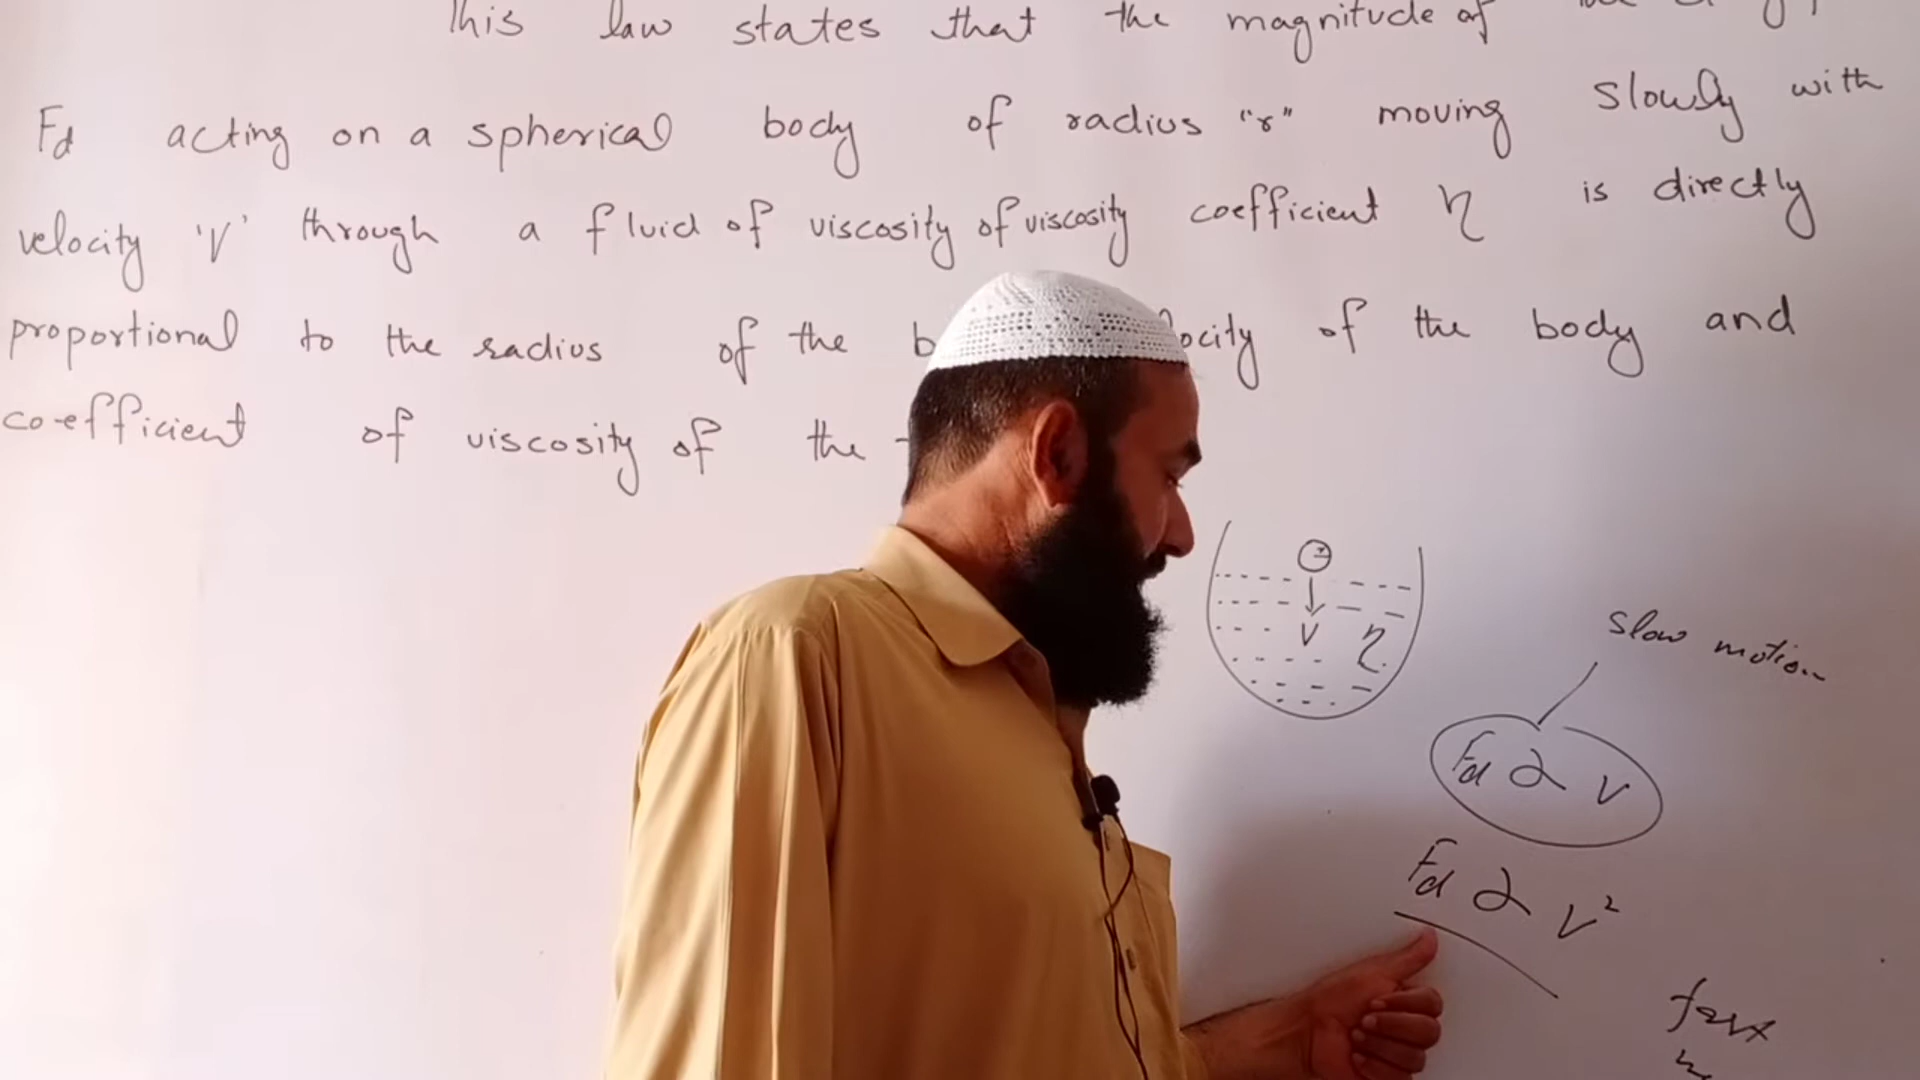 This law states that the magnitude of
Fd acting on a spherical body of radius "r" moving slowly with
velocity 'V' through a fluid of viscosity of viscosity coefficient η is directly
proportional to the radius of the b ocity of the body and
co-efficient of viscosity of the
r
V η
slow motion
Fd ∝ V
Fd ∝ V²
fast